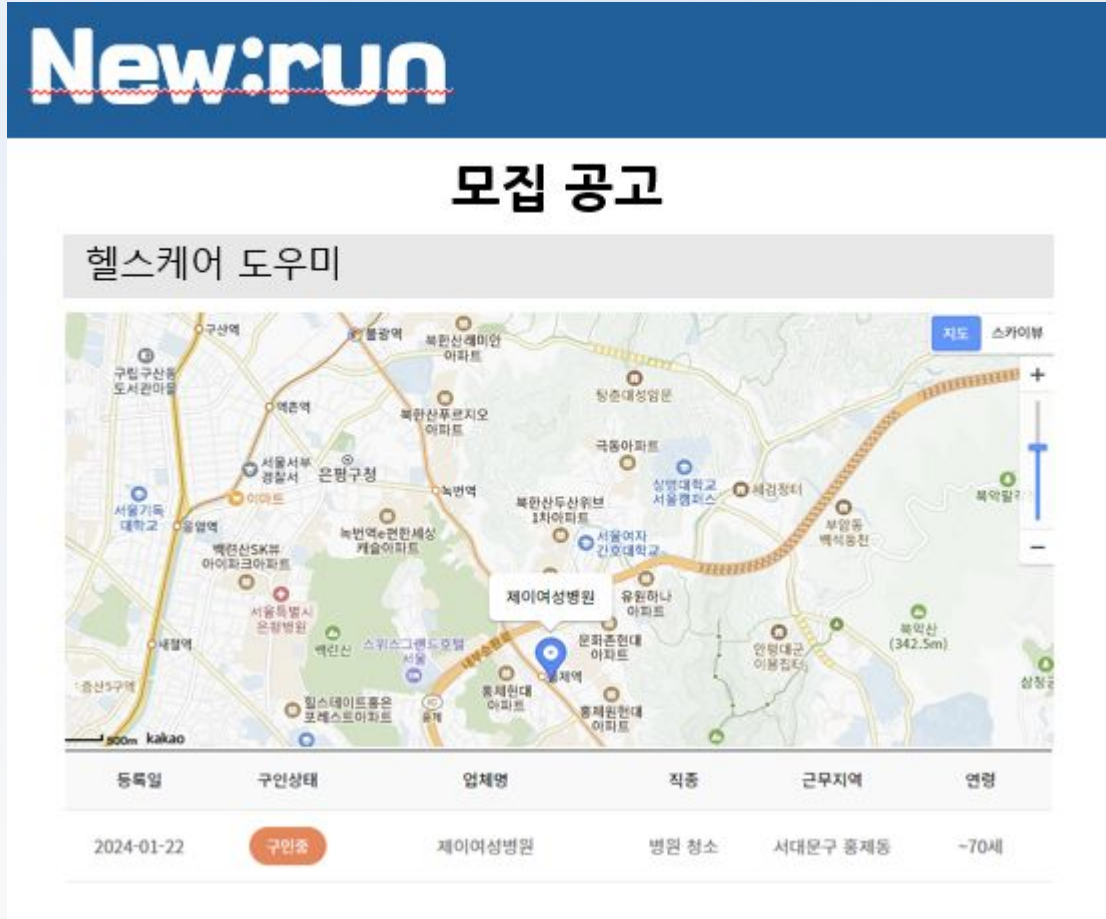 New:run
모집 공고
헬스케어 도우미
지도 스카이뷰
구산역
불광역
북한산래미안
아파트
구립구산동
도서관마을
탕춘대성암문
역촌역
북한산푸르지오
아파트
극동아파트
서울서부
경찰서
은평구청
이마트
녹번역
상명대학교
서울캠퍼스
세검정터
서울기독
대학교
응암역
북한산두산위브
1차아파트
부암동
백석동천
녹번역e편한세상
캐슬아파트
서울여자
간호대학교
백련산SK뷰
아이파크아파트
제이여성병원
유원하나
아파트
서울특별시
은평병원
백련산
스위스그랜드호텔
서울
내부순환로
문화촌현대
아파트
안평대군
이용집터
북악산
(342.5m)
새절역
홍제역
증산5구역
홍제현대
아파트
힐스테이트홍은
포레스트아파트
홍제원현대
아파트
500m kakao
등록일 구인상태 업체명 직종 근무지역 연령
2024-01-22 구인중 제이여성병원 병원 청소 서대문구 홍제동 ~70세